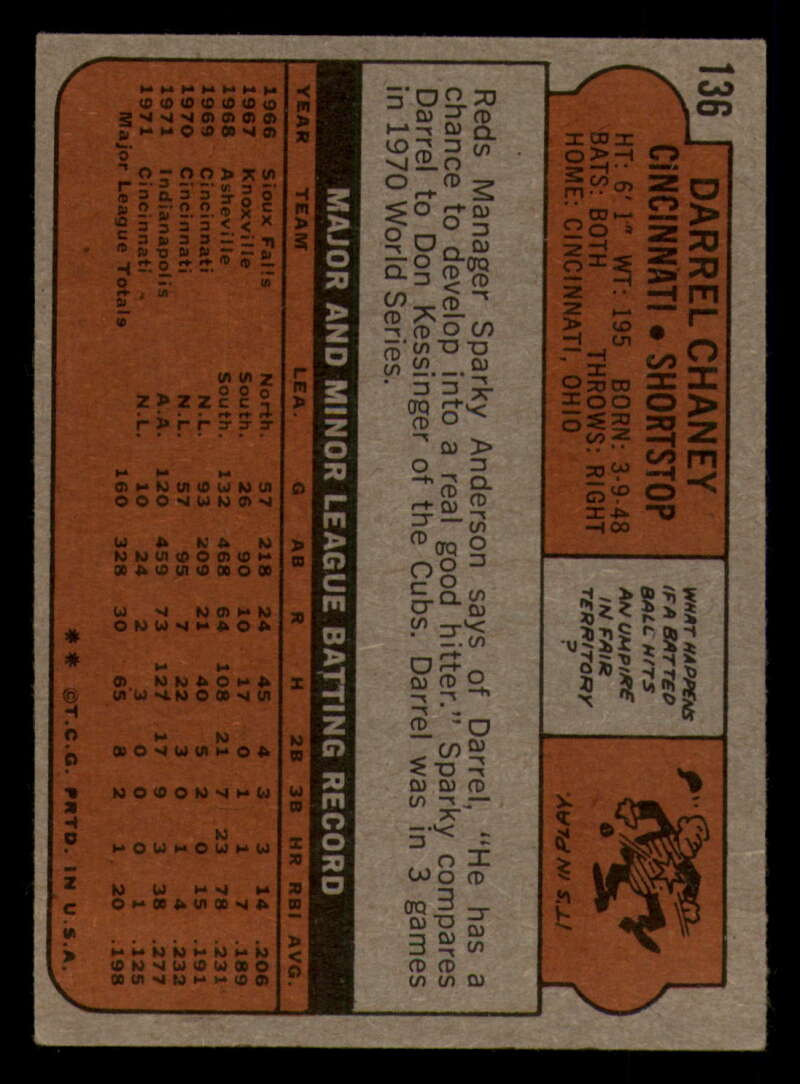 136
DARREL CHANEY
CINCINNATI • SHORTSTOP
HT: 6' 1" WT: 195 BORN: 3-9-48
BATS: BOTH THROWS: RIGHT
HOME: CINCINNATI, OHIO
WHAT HAPPENS
IF A BATTED
BALL HITS
AN UMPIRE
IN FAIR
TERRITORY
?
IT'S IN PLAY.
Reds Manager Sparky Anderson says of Darrel, "He has a
chance to develop into a real good hitter." Sparky compares
Darrel to Don Kessinger of the Cubs. Darrel was in 3 games
in 1970 World Series.
MAJOR AND MINOR LEAGUE BATTING RECORD
YEAR TEAM LEA. G AB R H 2B 3B HR RBI AVG.
1966 Sioux Falls North. 57 218 24 45 4 3 3 14 .206
1967 Knoxville South. 26 90 10 17 0 1 1 7 .189
1968 Asheville South. 132 468 64 108 21 7 23 78 .231
1969 Cincinnati N.L. 93 209 21 40 5 2 0 15 .191
1970 Cincinnati N.L. 57 95 7 22 3 0 1 4 .232
1971 Indianapolis A.A. 120 459 73 127 17 9 3 38 .277
1971 Cincinnati N.L. 10 24 2 3 0 0 0 1 .125
Major League Totals 160 328 30 65 8 2 1 20 .198
** ©T.C.G. PRTD. IN U.S.A.